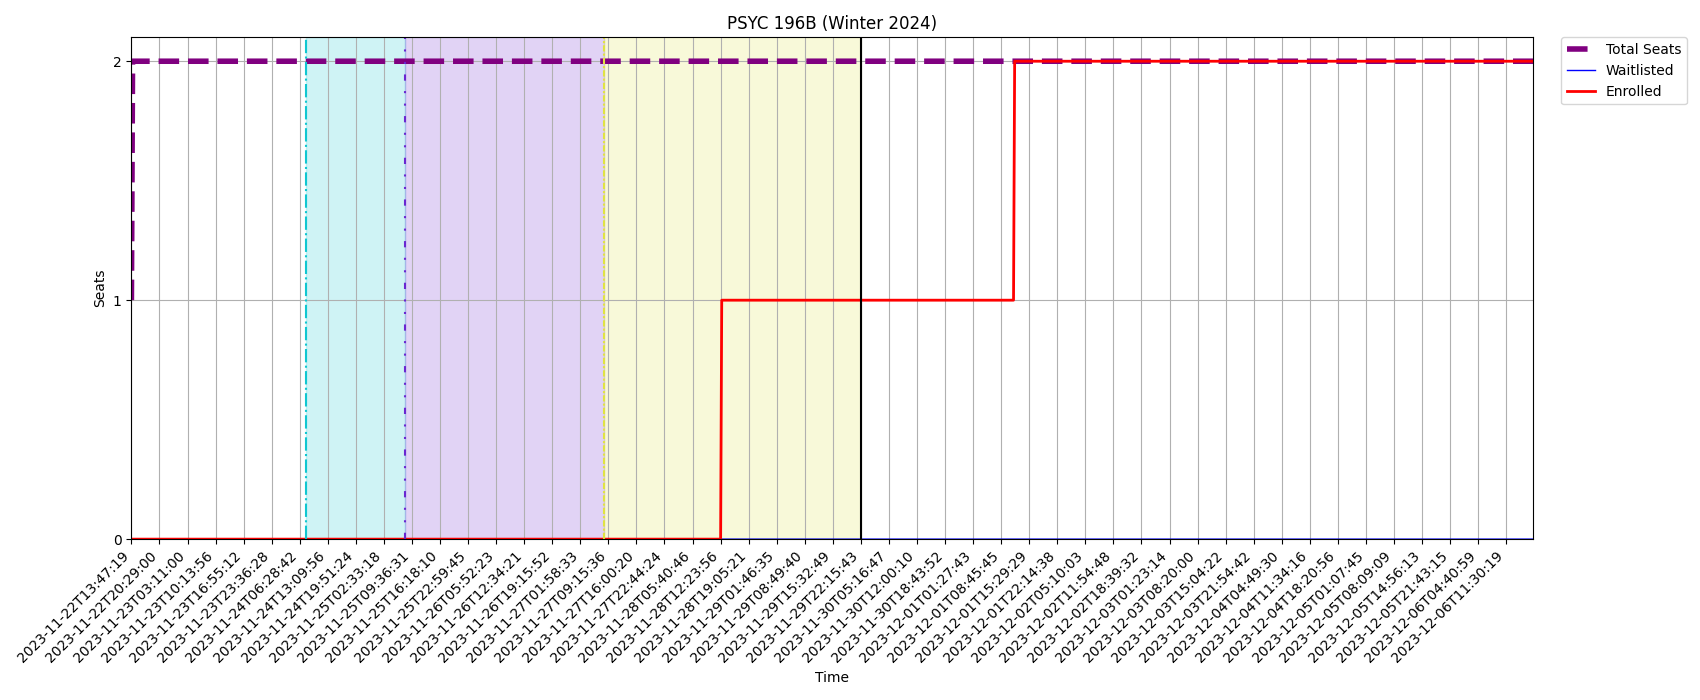 PSYC 196B (Winter 2024)
Total Seats
Waitlisted
Enrolled
Seats
2
1
0
2023-11-22T13:47:19
2023-11-22T20:29:00
2023-11-23T03:11:00
2023-11-23T10:13:56
2023-11-23T16:55:12
2023-11-23T23:36:28
2023-11-24T06:28:42
2023-11-24T13:09:56
2023-11-24T19:51:24
2023-11-25T02:33:18
2023-11-25T09:36:31
2023-11-25T16:18:10
2023-11-25T22:59:45
2023-11-26T05:52:23
2023-11-26T12:34:21
2023-11-26T19:15:52
2023-11-27T01:58:33
2023-11-27T09:15:36
2023-11-27T16:00:20
2023-11-27T22:44:24
2023-11-28T05:40:46
2023-11-28T12:23:56
2023-11-28T19:05:21
2023-11-29T01:46:35
2023-11-29T08:49:40
2023-11-29T15:32:49
2023-11-29T22:15:43
2023-11-30T05:16:47
2023-11-30T12:00:10
2023-11-30T18:43:52
2023-12-01T01:27:43
2023-12-01T08:45:45
2023-12-01T15:29:29
2023-12-01T22:14:38
2023-12-02T05:10:03
2023-12-02T11:54:48
2023-12-02T18:39:32
2023-12-03T01:23:14
2023-12-03T08:20:00
2023-12-03T15:04:22
2023-12-03T21:54:42
2023-12-04T04:49:30
2023-12-04T11:34:16
2023-12-04T18:20:56
2023-12-05T01:07:45
2023-12-05T08:09:09
2023-12-05T14:56:13
2023-12-05T21:43:15
2023-12-06T04:40:59
2023-12-06T11:30:19
Time